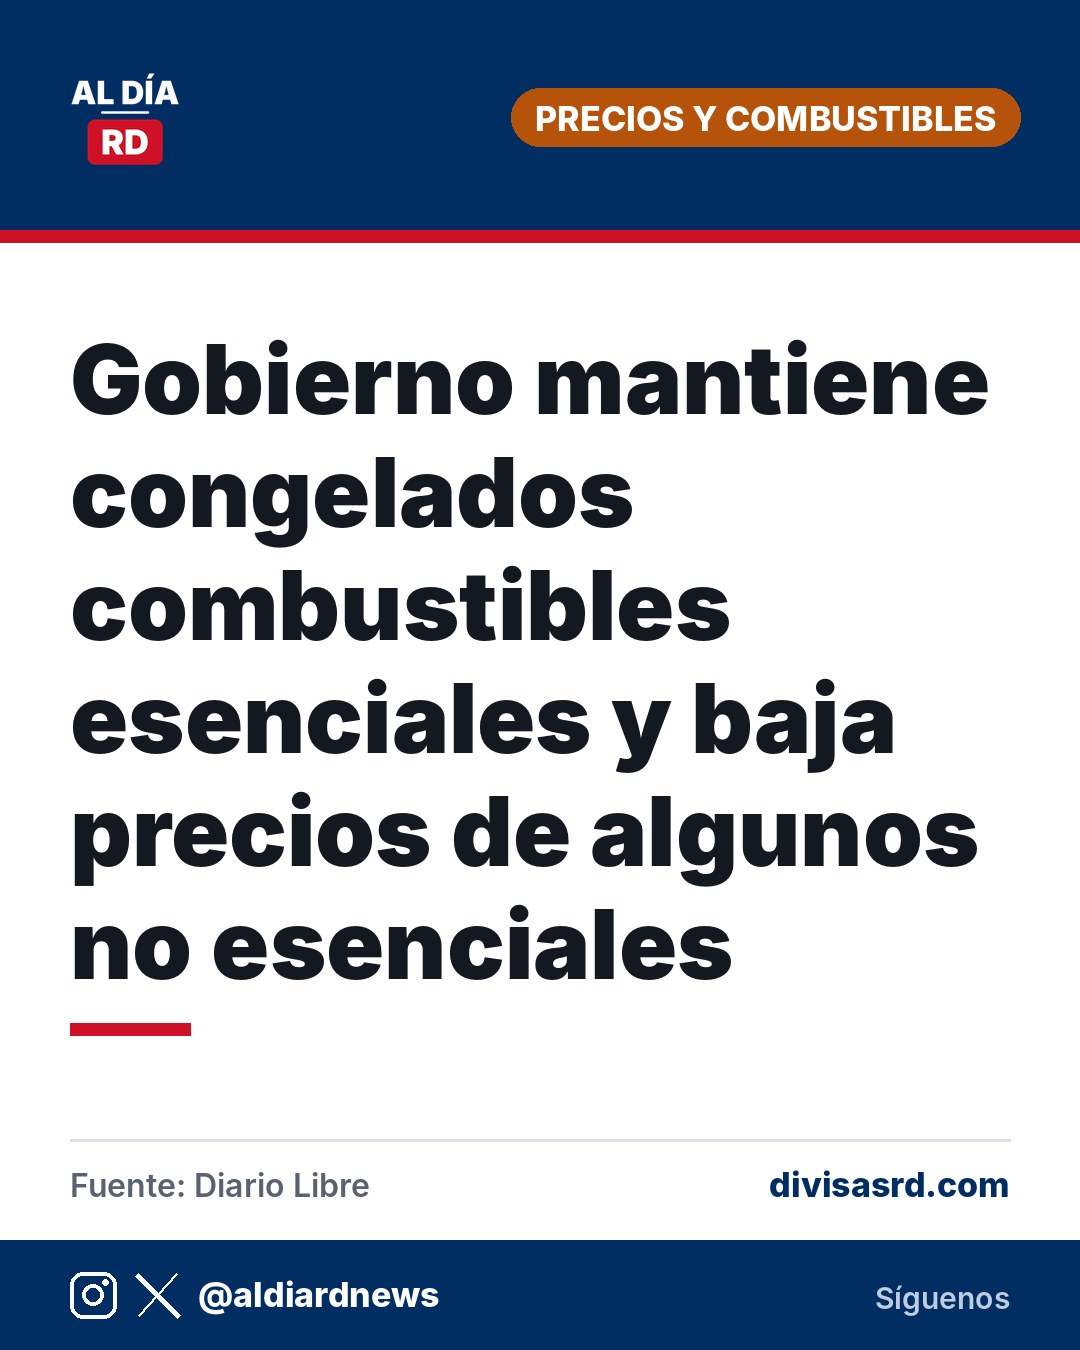 AL DÍA
RD
PRECIOS Y COMBUSTIBLES
Gobierno mantiene
congelados
combustibles
esenciales y baja
precios de algunos
no esenciales
Fuente: Diario Libre
divisasrd.com
@aldiardnews
Síguenos